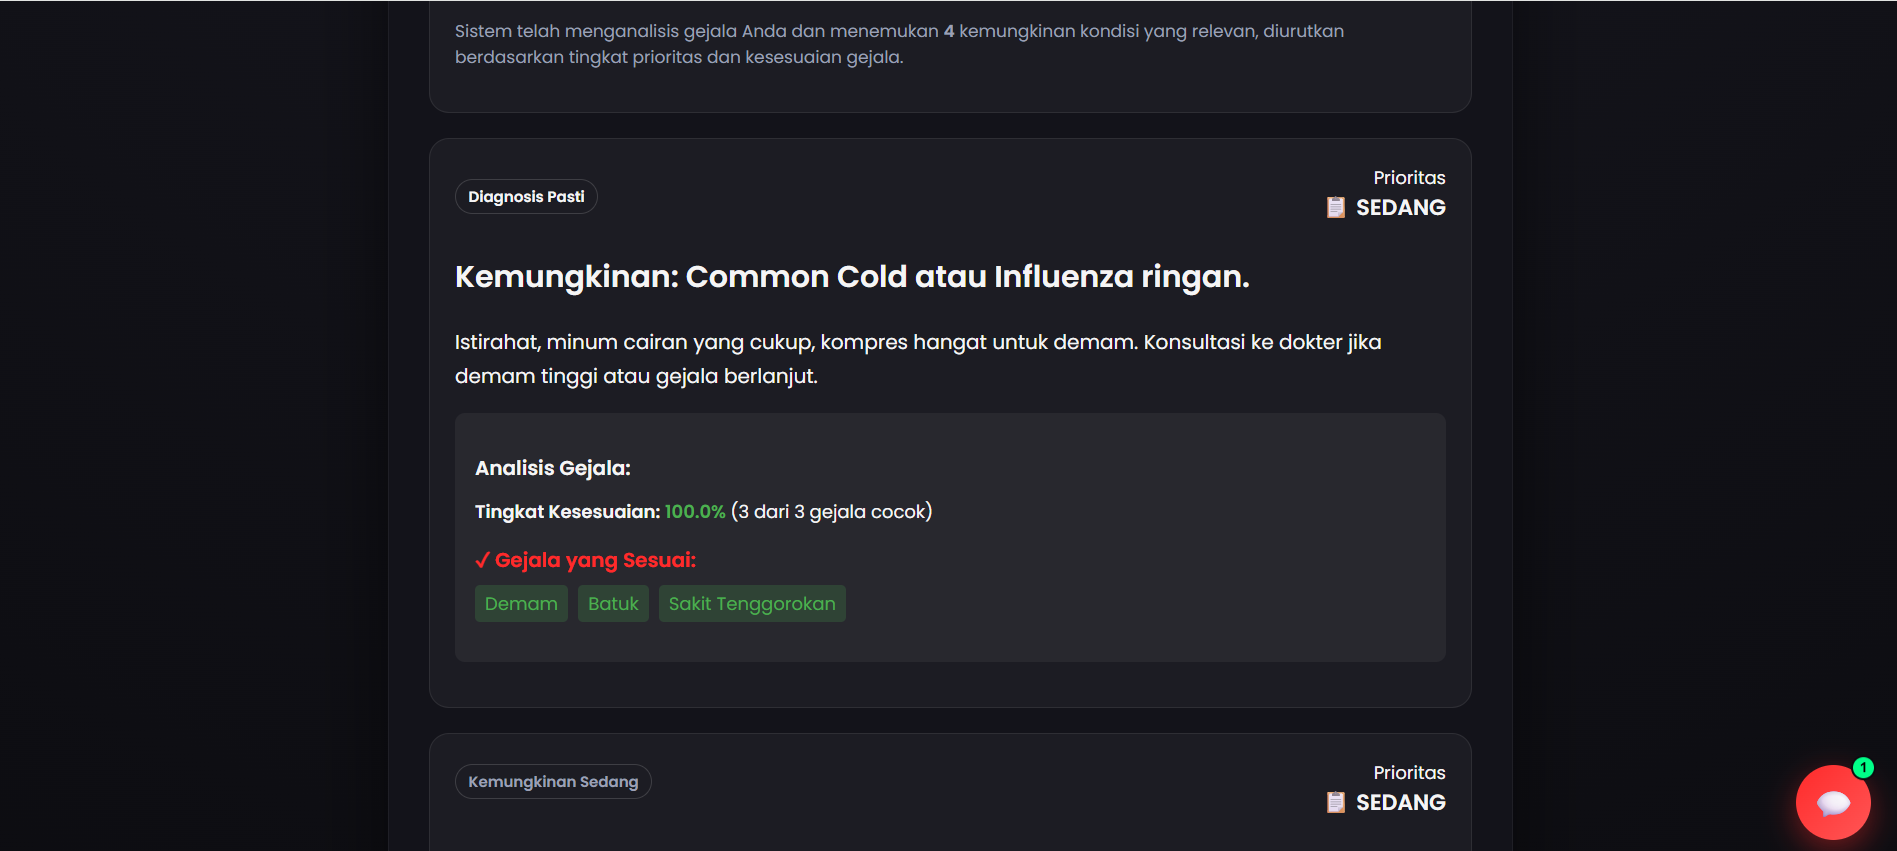 Sistem telah menganalisis gejala Anda dan menemukan 4 kemungkinan kondisi yang relevan, diurutkan
berdasarkan tingkat prioritas dan kesesuaian gejala.
Diagnosis Pasti
Prioritas
📋 SEDANG
Kemungkinan: Common Cold atau Influenza ringan.
Istirahat, minum cairan yang cukup, kompres hangat untuk demam. Konsultasi ke dokter jika
demam tinggi atau gejala berlanjut.
Analisis Gejala:
Tingkat Kesesuaian: 100.0% (3 dari 3 gejala cocok)
✓ Gejala yang Sesuai:
Demam Batuk Sakit Tenggorokan
Kemungkinan Sedang
Prioritas
📋 SEDANG
1